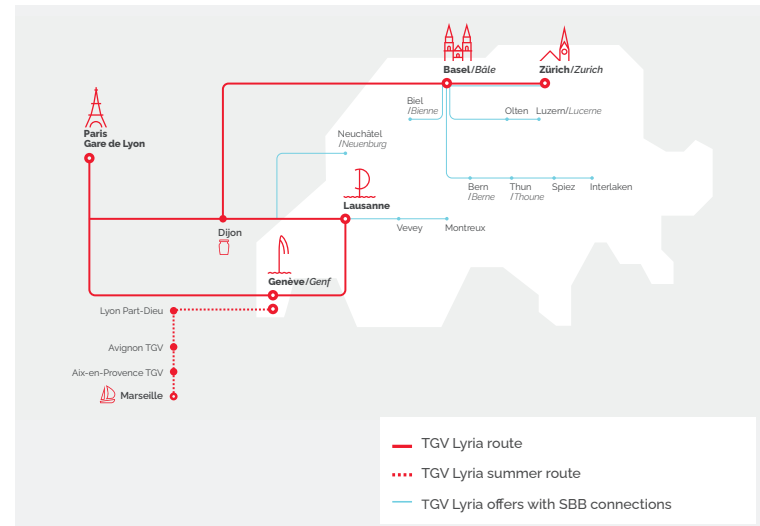 Basel/Bâle
Zürich/Zurich
Biel
/Bienne
Olten
Luzern/Lucerne
Paris
Gare de Lyon
Neuchâtel
/Neuenburg
Bern
/Berne
Thun
/Thoune
Spiez
Interlaken
Lausanne
Dijon
Vevey
Montreux
Genève/Genf
Lyon Part-Dieu
Avignon TGV
Aix-en-Provence TGV
Marseille
TGV Lyria route
TGV Lyria summer route
TGV Lyria offers with SBB connections